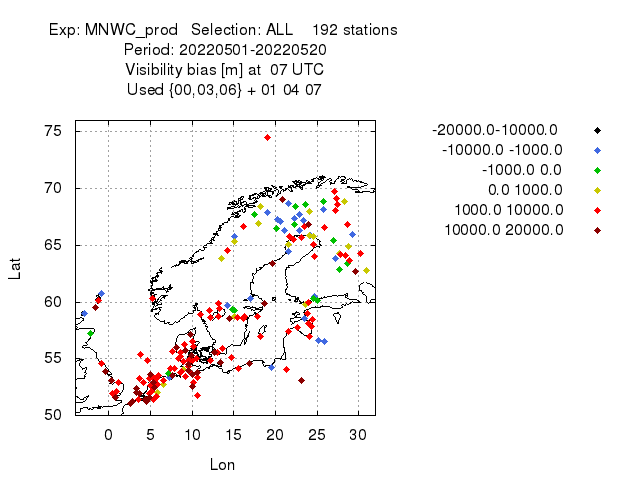 Exp: MNWC_prod Selection: ALL 192 stations
Period: 20220501-20220520
Visibility bias [m] at 07 UTC
Used {00,03,06} + 01 04 07
75
70
65
60
55
50
Lat
0 5 10 15 20 25 30
Lon
-20000.0-10000.0
-10000.0 -1000.0
-1000.0 0.0
0.0 1000.0
1000.0 10000.0
10000.0 20000.0